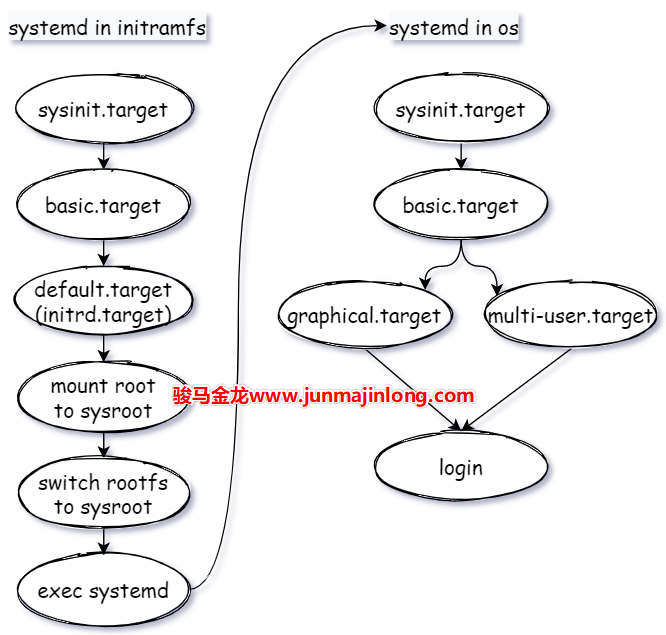 systemd in initramfs
sysinit.target
basic.target
default.target
(initrd.target)
mount root
to sysroot
switch rootfs
to sysroot
exec systemd
systemd in os
sysinit.target
basic.target
graphical.target
multi-user.target
login
骏马金龙www.junmajinlong.com